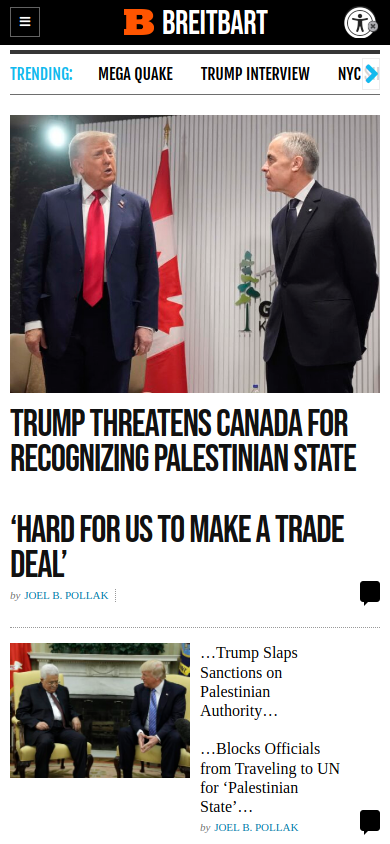 B BREITBART
TRENDING: MEGA QUAKE TRUMP INTERVIEW NYC
TRUMP THREATENS CANADA FOR
RECOGNIZING PALESTINIAN STATE
‘HARD FOR US TO MAKE A TRADE
DEAL’
by JOEL B. POLLAK
…Trump Slaps
Sanctions on
Palestinian
Authority…
…Blocks Officials
from Traveling to UN
for ‘Palestinian
State’…
by JOEL B. POLLAK